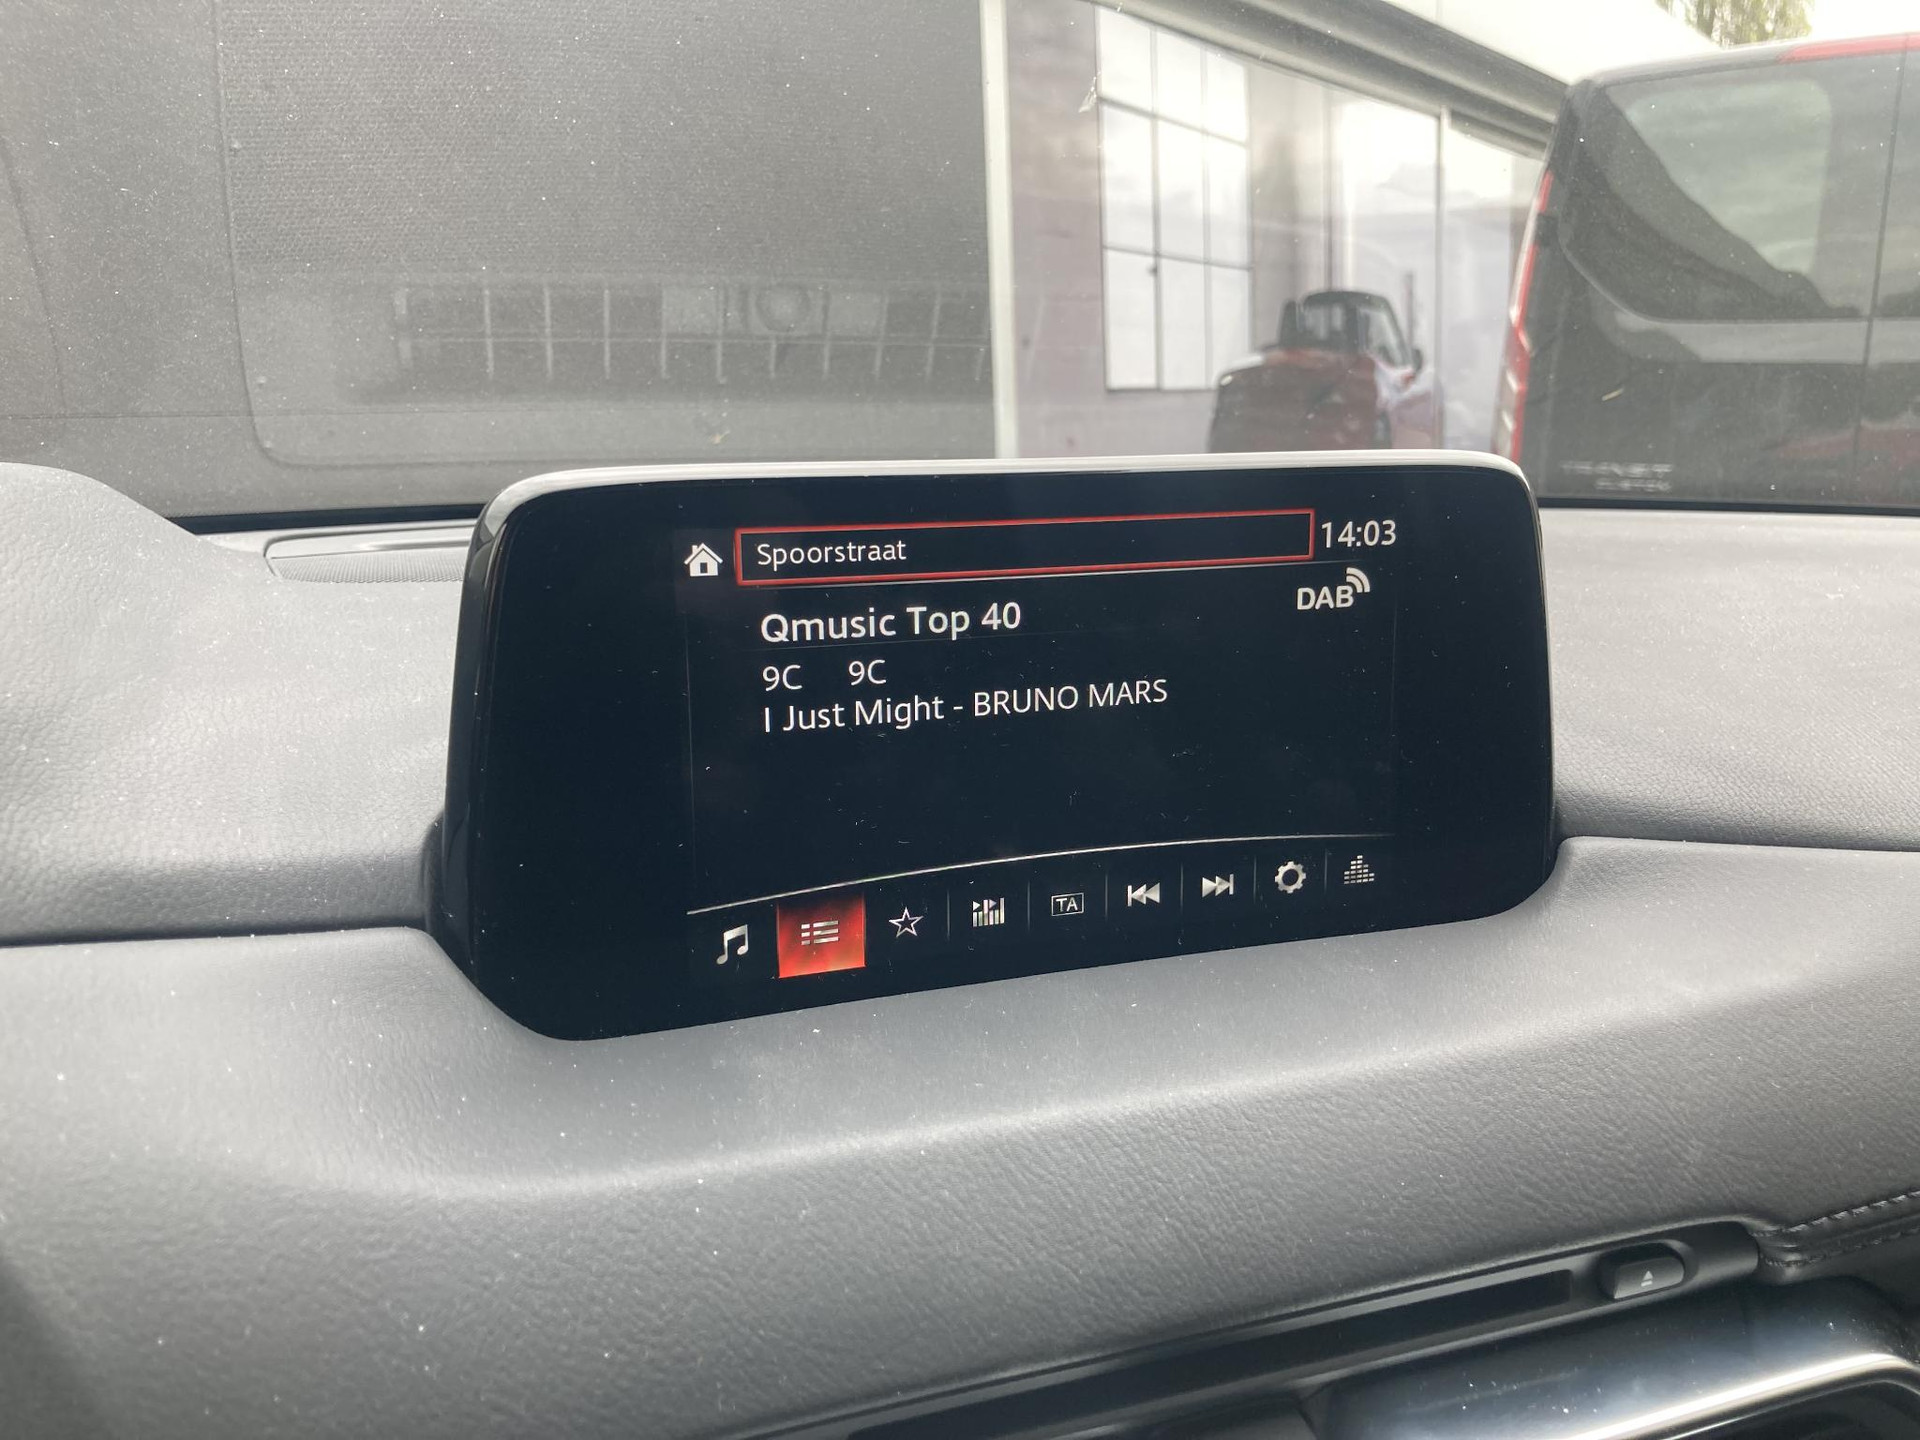 Spoorstraat
14:03
DAB
Qmusic Top 40
9C 9C
I Just Might - BRUNO MARS
TA